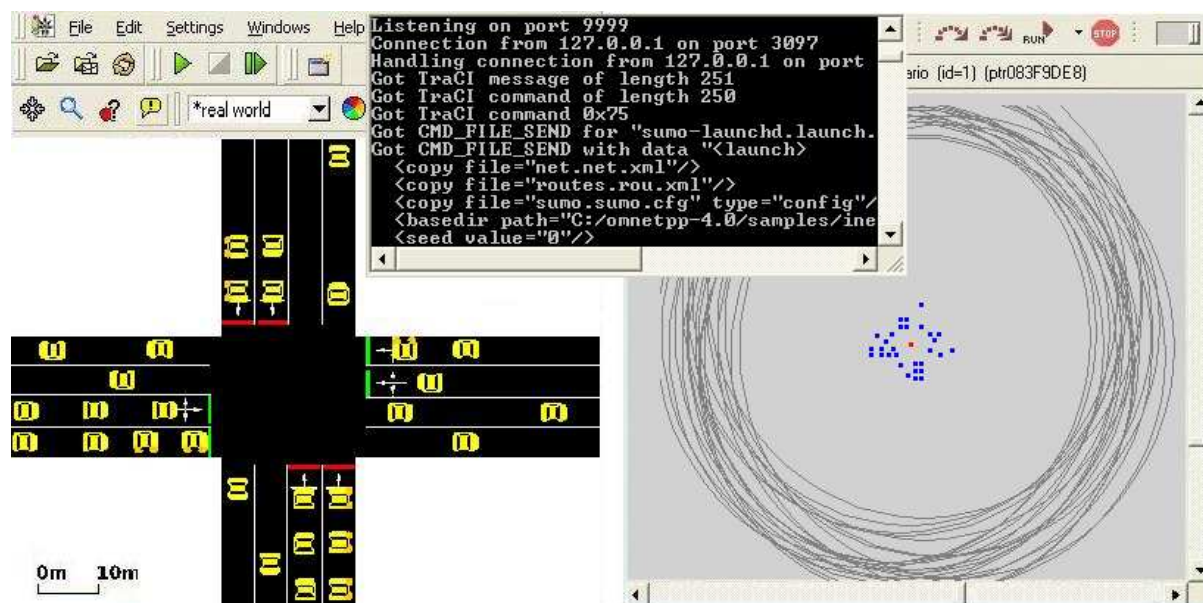 File Edit Settings Windows Help
*real world
Listening on port 9999
Connection from 127.0.0.1 on port 3097
Handling connection from 127.0.0.1 on port
Got TraCI message of length 251
Got TraCI command of length 250
Got TraCI command 0x75
Got CMD_FILE_SEND for "sumo-launchd.launch.
Got CMD_FILE_SEND with data "<launch>
<copy file="net.net.xml"/>
<copy file="routes.rou.xml"/>
<copy file="sumo.sumo.cfg" type="config"/
<basedir path="C:/omnetpp-4.0/samples/ine
<seed value="0"/>
RUN STOP
ario (id=1) (ptr083F9DE8)
0m 10m